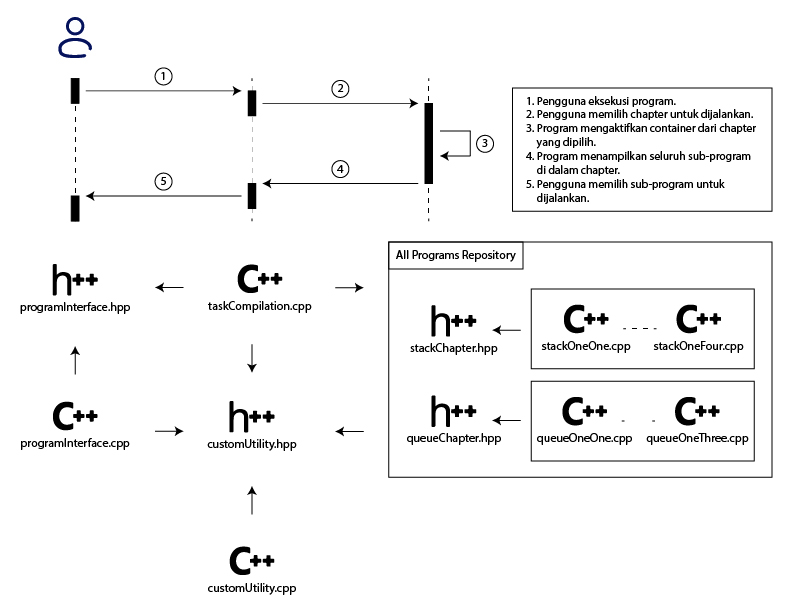 1
2
3
4
5
1. Pengguna eksekusi program.
2. Pengguna memilih chapter untuk dijalankan.
3. Program mengaktifkan container dari chapter
yang dipilih.
4. Program menampilkan seluruh sub-program
di dalam chapter.
5. Pengguna memilih sub-program untuk
dijalankan.
All Programs Repository
h++
programInterface.hpp
C++
taskCompilation.cpp
h++
stackChapter.hpp
C++
stackOneOne.cpp
C++
stackOneFour.cpp
C++
programInterface.cpp
h++
customUtility.hpp
h++
queueChapter.hpp
C++
queueOneOne.cpp
C++
queueOneThree.cpp
C++
customUtility.cpp